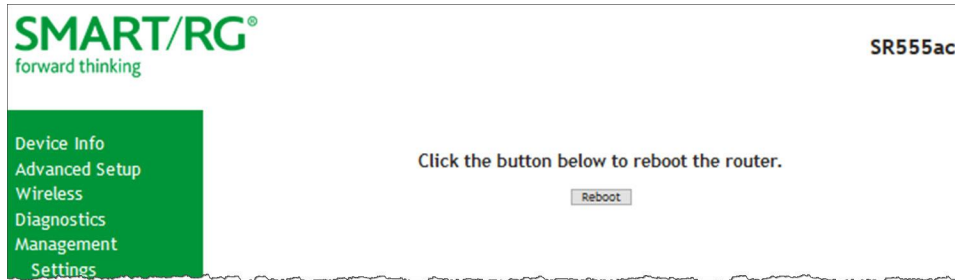 SMART/RG®
forward thinking
SR555ac
Device Info
Advanced Setup
Wireless
Diagnostics
Management
Settings
Click the button below to reboot the router.
Reboot